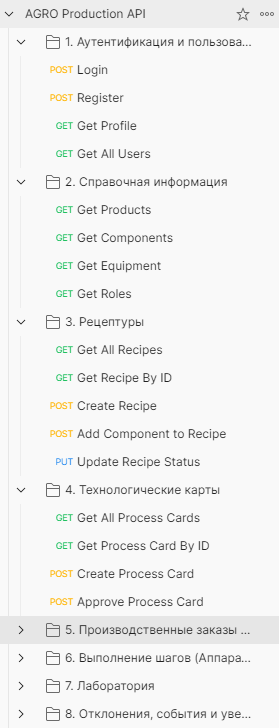 AGRO Production API
1. Аутентификация и пользова...
POST Login
POST Register
GET Get Profile
GET Get All Users
2. Справочная информация
GET Get Products
GET Get Components
GET Get Equipment
GET Get Roles
3. Рецептуры
GET Get All Recipes
GET Get Recipe By ID
POST Create Recipe
POST Add Component to Recipe
PUT Update Recipe Status
4. Технологические карты
GET Get All Process Cards
GET Get Process Card By ID
POST Create Process Card
POST Approve Process Card
5. Производственные заказы ...
6. Выполнение шагов (Аппара...
7. Лаборатория
8. Отклонения, события и уве...